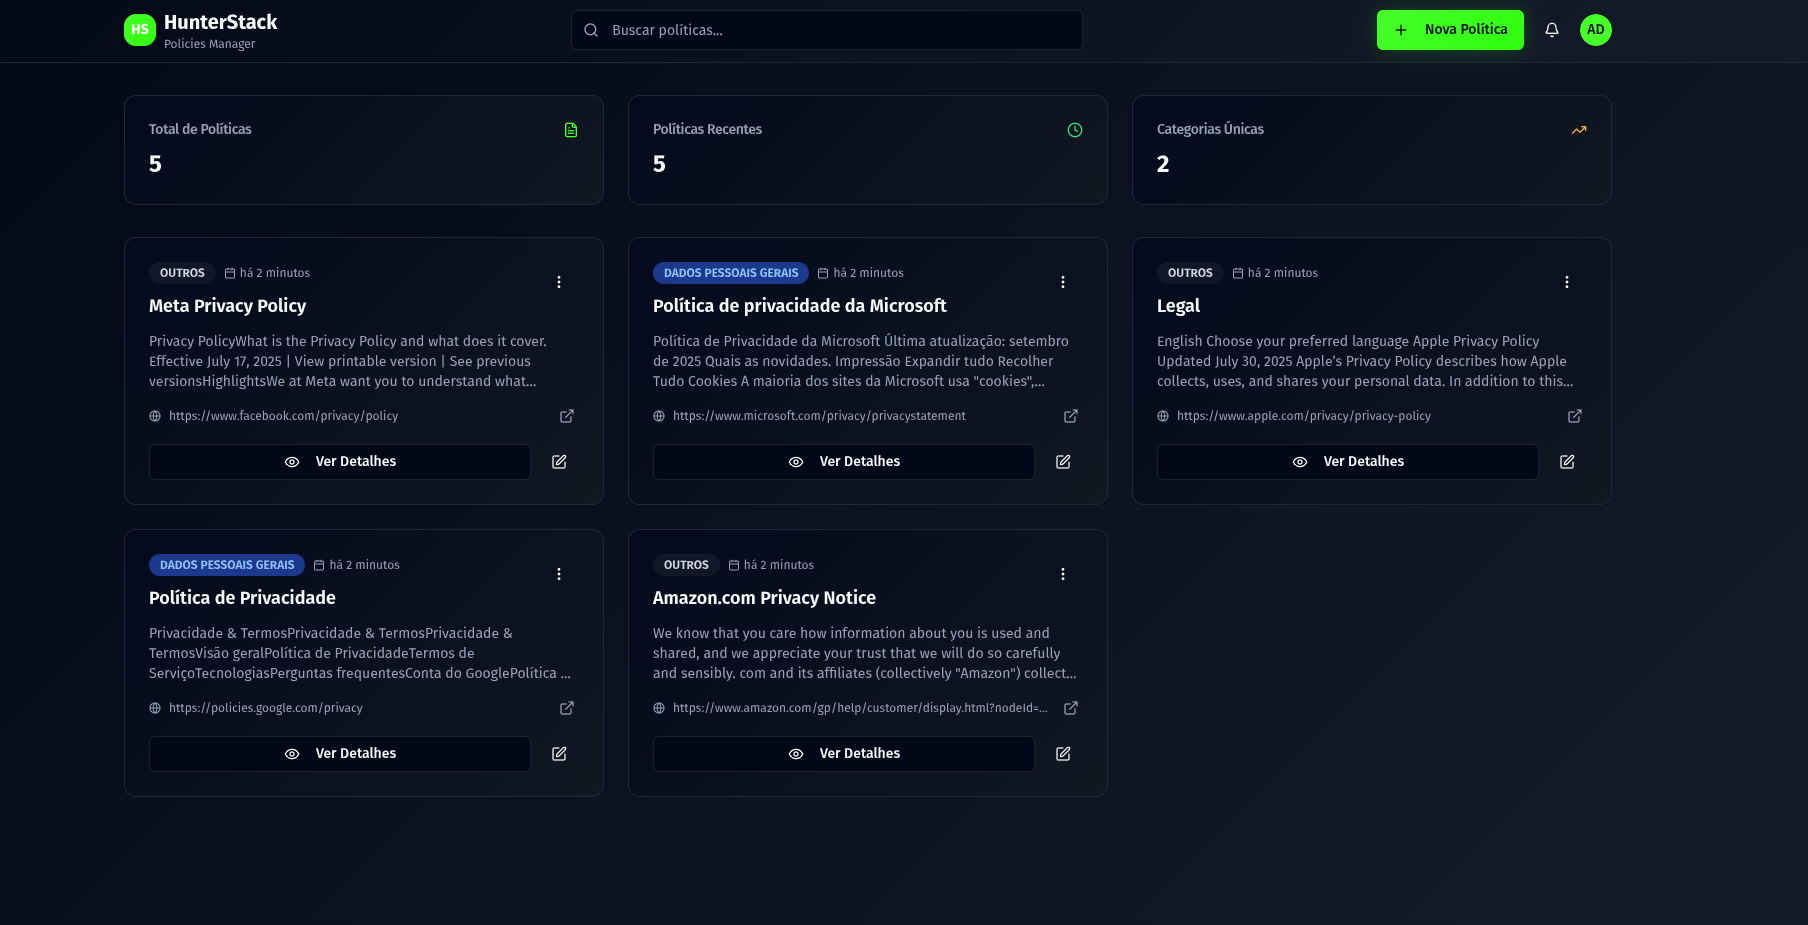 HS
HunterStack
Policies Manager
Buscar políticas...
Nova Política
AD
Total de Políticas
5
Políticas Recentes
5
Categorias Únicas
2
OUTROS
há 2 minutos
Meta Privacy Policy
Privacy PolicyWhat is the Privacy Policy and what does it cover.
Effective July 17, 2025 | View printable version | See previous
versionsHighlightsWe at Meta want you to understand what...
https://www.facebook.com/privacy/policy
Ver Detalhes
DADOS PESSOAIS GERAIS
há 2 minutos
Política de privacidade da Microsoft
Política de Privacidade da Microsoft Última atualização: setembro
de 2025 Quais as novidades. Impressão Expandir tudo Recolher
Tudo Cookies A maioria dos sites da Microsoft usa "cookies",...
https://www.microsoft.com/privacy/privacystatement
Ver Detalhes
OUTROS
há 2 minutos
Legal
English Choose your preferred language Apple Privacy Policy
Updated July 30, 2025 Apple’s Privacy Policy describes how Apple
collects, uses, and shares your personal data. In addition to this...
https://www.apple.com/privacy/privacy-policy
Ver Detalhes
DADOS PESSOAIS GERAIS
há 2 minutos
Política de Privacidade
Privacidade & TermosPrivacidade & TermosPrivacidade &
TermosVisão geralPolítica de PrivacidadeTermos de
ServiçoTecnologiasPerguntas frequentesConta do GooglePolítica ...
https://policies.google.com/privacy
Ver Detalhes
OUTROS
há 2 minutos
Amazon.com Privacy Notice
We know that you care how information about you is used and
shared, and we appreciate your trust that we will do so carefully
and sensibly. com and its affiliates (collectively "Amazon") collect...
https://www.amazon.com/gp/help/customer/display.html?nodeId=...
Ver Detalhes